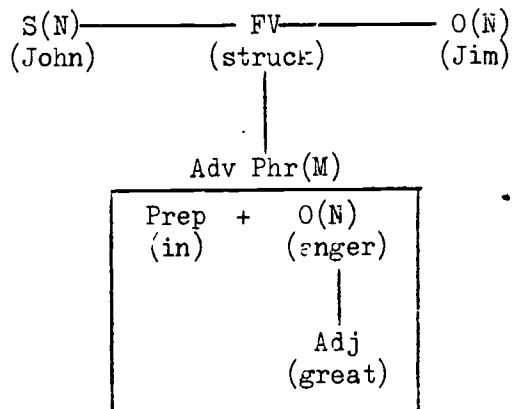 S(N) FV O(N)
(John) (struck) (Jim)
Adv Phr(M)
Prep + O(N)
(in) (anger)
Adj
(great)